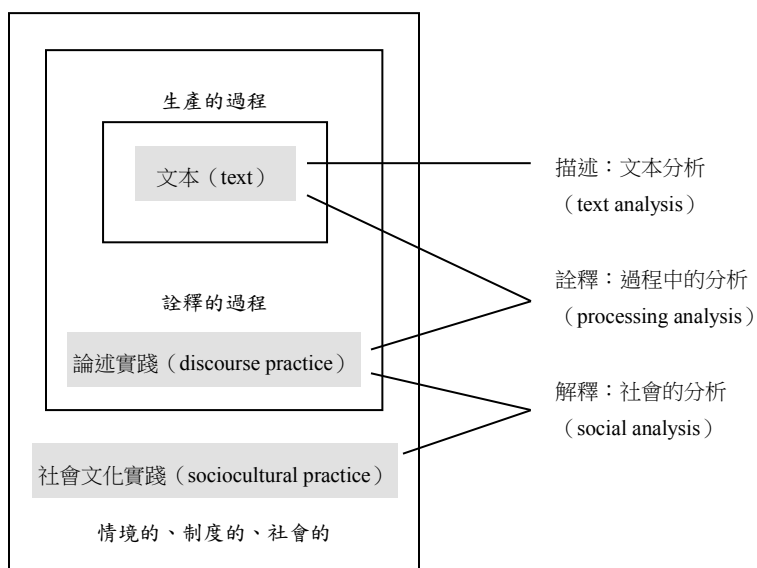 生產的過程
文本（text）
詮釋的過程
論述實踐（discourse practice）
社會文化實踐（sociocultural practice）
情境的、制度的、社會的
描述：文本分析
（text analysis）
詮釋：過程中的分析
（processing analysis）
解釋：社會的分析
（social analysis）